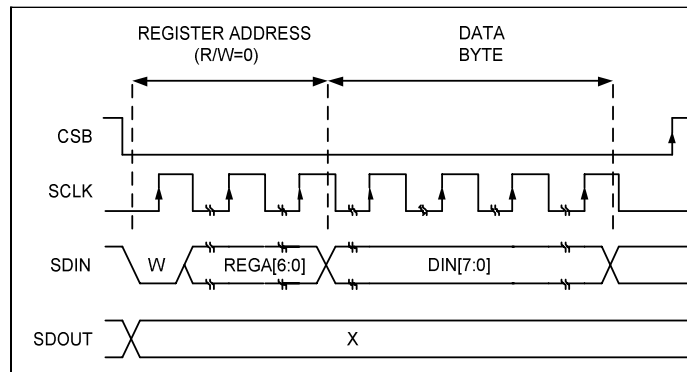 REGISTER ADDRESS
(R/W=0)
DATA
BYTE
CSB
SCLK
SDIN
W
REGA[6:0]
DIN[7:0]
SDOUT
X